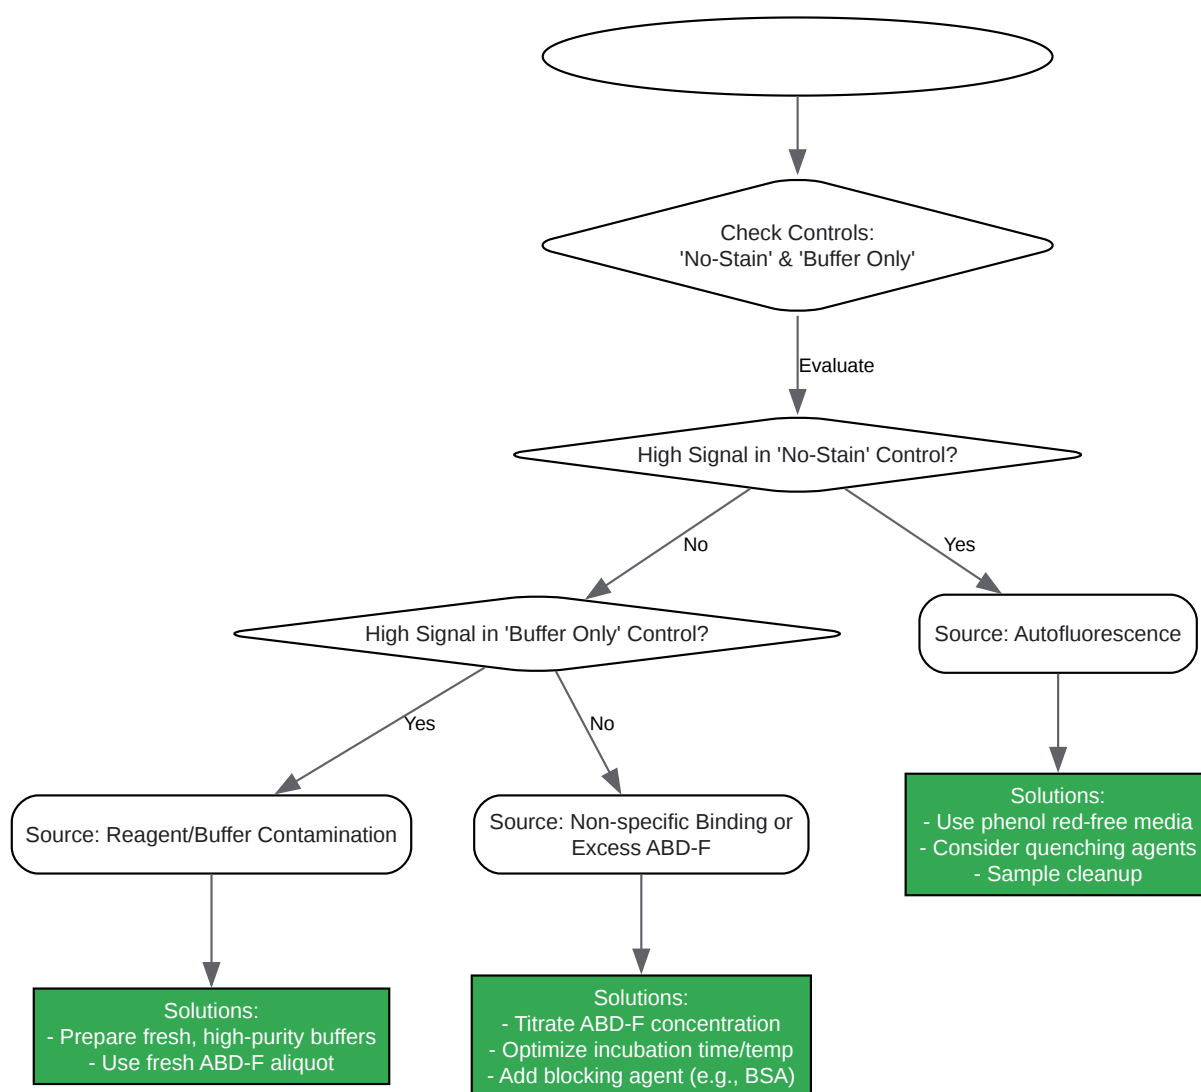 Check Controls:
'No-Stain' & 'Buffer Only'
Evaluate
High Signal in 'No-Stain' Control?
No
Yes
High Signal in 'Buffer Only' Control?
Source: Autofluorescence
Yes
No
Source: Reagent/Buffer Contamination
Source: Non-specific Binding or
Excess ABD-F
Solutions:
- Use phenol red-free media
- Consider quenching agents
- Sample cleanup
Solutions:
- Prepare fresh, high-purity buffers
- Use fresh ABD-F aliquot
Solutions:
- Titrate ABD-F concentration
- Optimize incubation time/temp
- Add blocking agent (e.g., BSA)